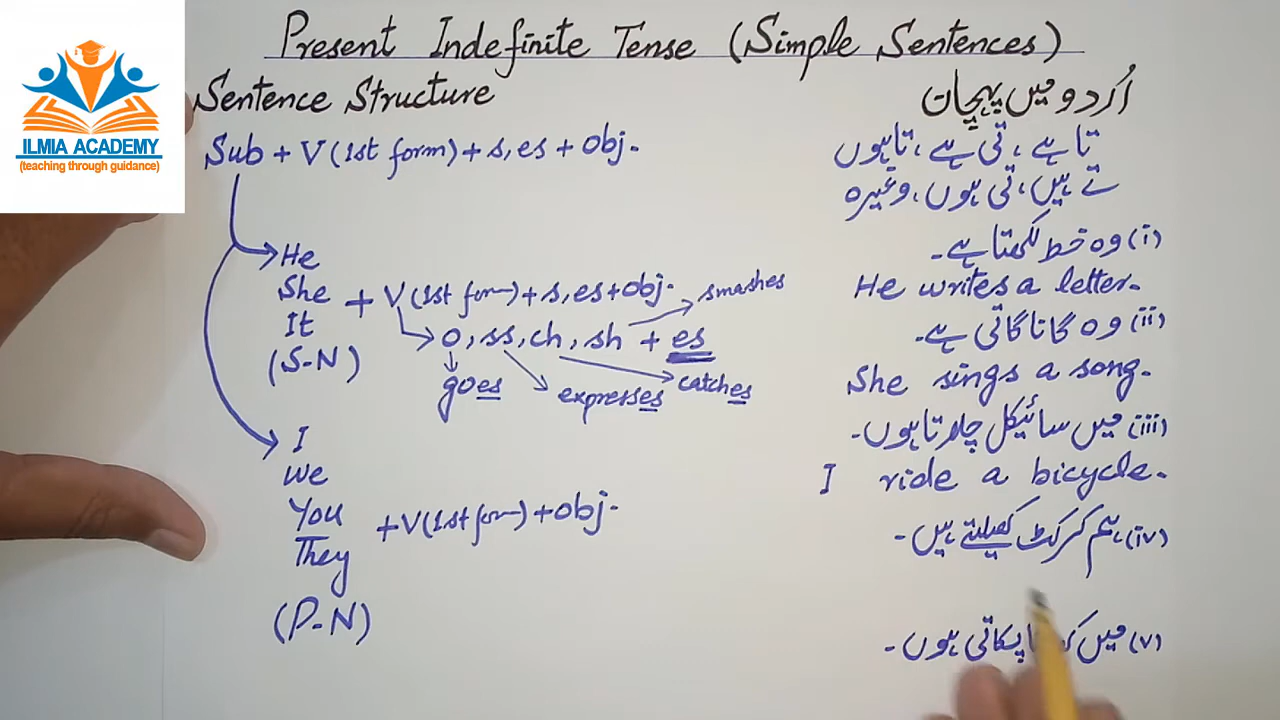 Present Indefinite Tense (Simple Sentences)
ILMIA ACADEMY
(teaching through guidance)
Sentence Structure
Sub + V (1st form) + s, es + obj.
He
She
It
(S-N)
+ V (1st form) + s, es + obj.
o, ss, ch, sh + es
smashes
goes
expresses
catches
I
We
You
They
(P-N)
+ V (1st form) + obj.
اُردو میں پہچان
تا ہے ، تی ہے ، تا ہوں
تے ہیں ، تی ہوں ، وغیرہ
(i) وہ خط لکھتا ہے ۔
He writes a letter.
(ii) وہ گانا گاتی ہے ۔
She sings a song.
(iii) میں سائیکل چلاتا ہوں ۔
I ride a bicycle.
(iv) ہم کرکٹ کھیلتے ہیں ۔
(v) میں پکاتی ہوں ۔